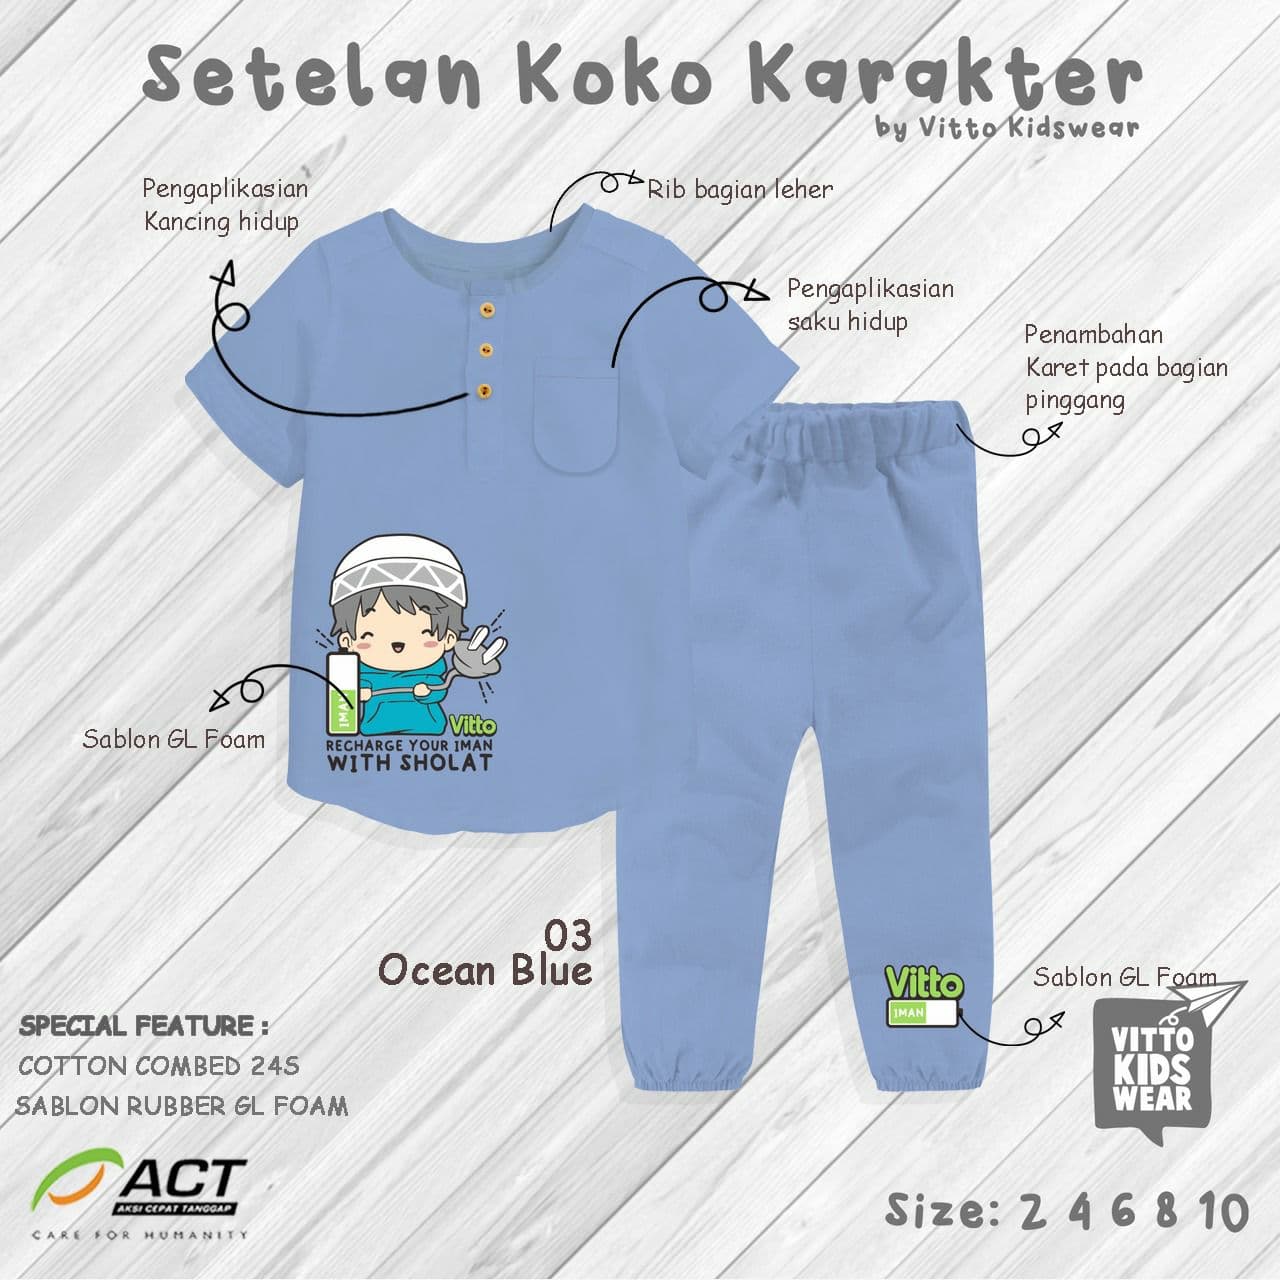 Setelan Koko Karakter
by Vitto Kidswear
Pengaplikasian
Kancing hidup
Rib bagian leher
Pengaplikasian
saku hidup
Penambahan
Karet pada bagian
pinggang
IMAN
Vitto
RECHARGE YOUR IMAN
WITH SHOLAT
Sablon GL Foam
03
Ocean Blue
Vitto
IMAN
Sablon GL Foam
VITTO
KIDS
WEAR
SPECIAL FEATURE :
COTTON COMBED 24S
SABLON RUBBER GL FOAM
ACT
AKSI CEPAT TANGGAP
CARE FOR HUMANITY
Size: 2 4 6 8 10